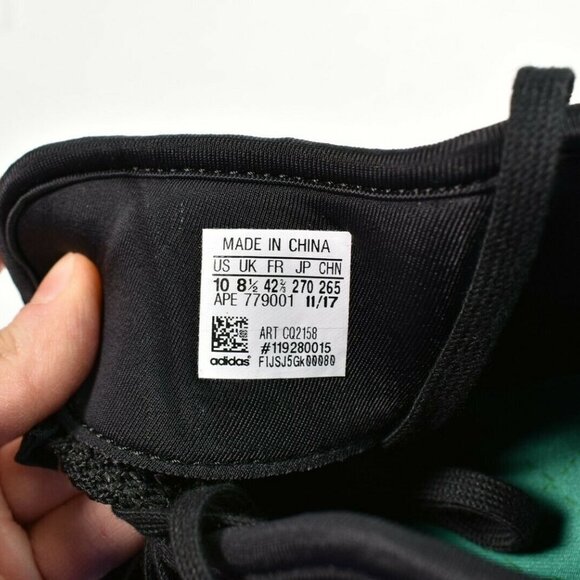 MADE IN CHINA
US UK FR JP CHN
10 8½ 42⅔ 270 265
APE 779001 11/17
ART CQ2158
#119280015
adidas FIJSJ5Gk00080